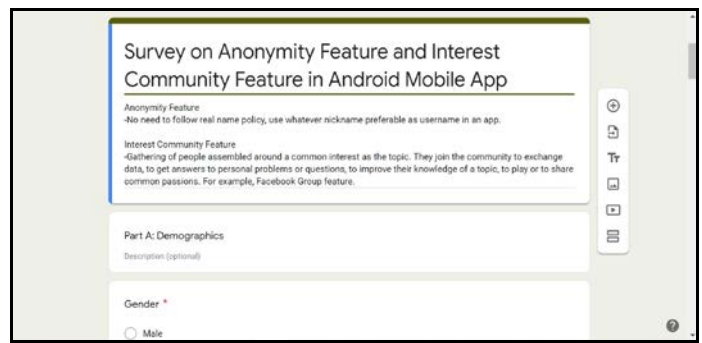 Survey on Anonymity Feature and Interest
Community Feature in Android Mobile App
Anonymity Feature
-No need to follow real name policy, use whatever nickname preferable as username in an app.
Interest Community Feature
-Gathering of people assembled around a common interest as the topic. They join the community to exchange
data, to get answers to personal problems or questions, to improve their knowledge of a topic, to play or to share
common passions. For example, Facebook Group feature.
Part A: Demographics
Description (optional)
Gender *
Male
Tт